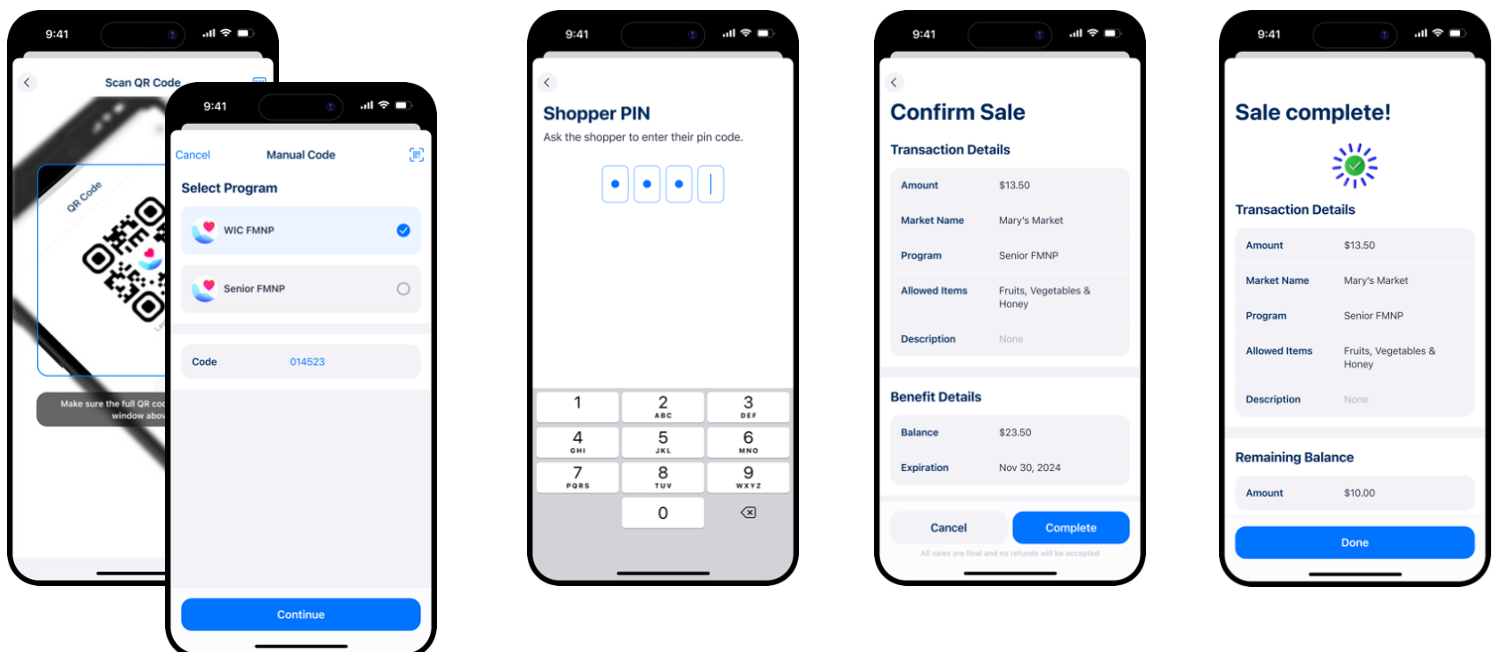 9:41
Scan QR Code
QR Code
Make sure the full QR
window
9:41
Cancel
Manual Code
Select Program
WIC FMNP
Senior FMNP
Code 014523
Continue
9:41
Shopper PIN
Ask the shopper to enter their pin code.
1 2 3
ABC DEF
4 5 6
GHI JKL MNO
7 8 9
PQRS TUV WXYZ
0
9:41
Confirm Sale
Transaction Details
Amount $13.50
Market Name Mary's Market
Program Senior FMNP
Allowed Items Fruits, Vegetables &
Honey
Description None
Benefit Details
Balance $23.50
Expiration Nov 30, 2024
Cancel Complete
All sales are final and no refunds will be accepted
9:41
Sale complete!
Transaction Details
Amount $13.50
Market Name Mary's Market
Program Senior FMNP
Allowed Items Fruits, Vegetables &
Honey
Description None
Remaining Balance
Amount $10.00
Done